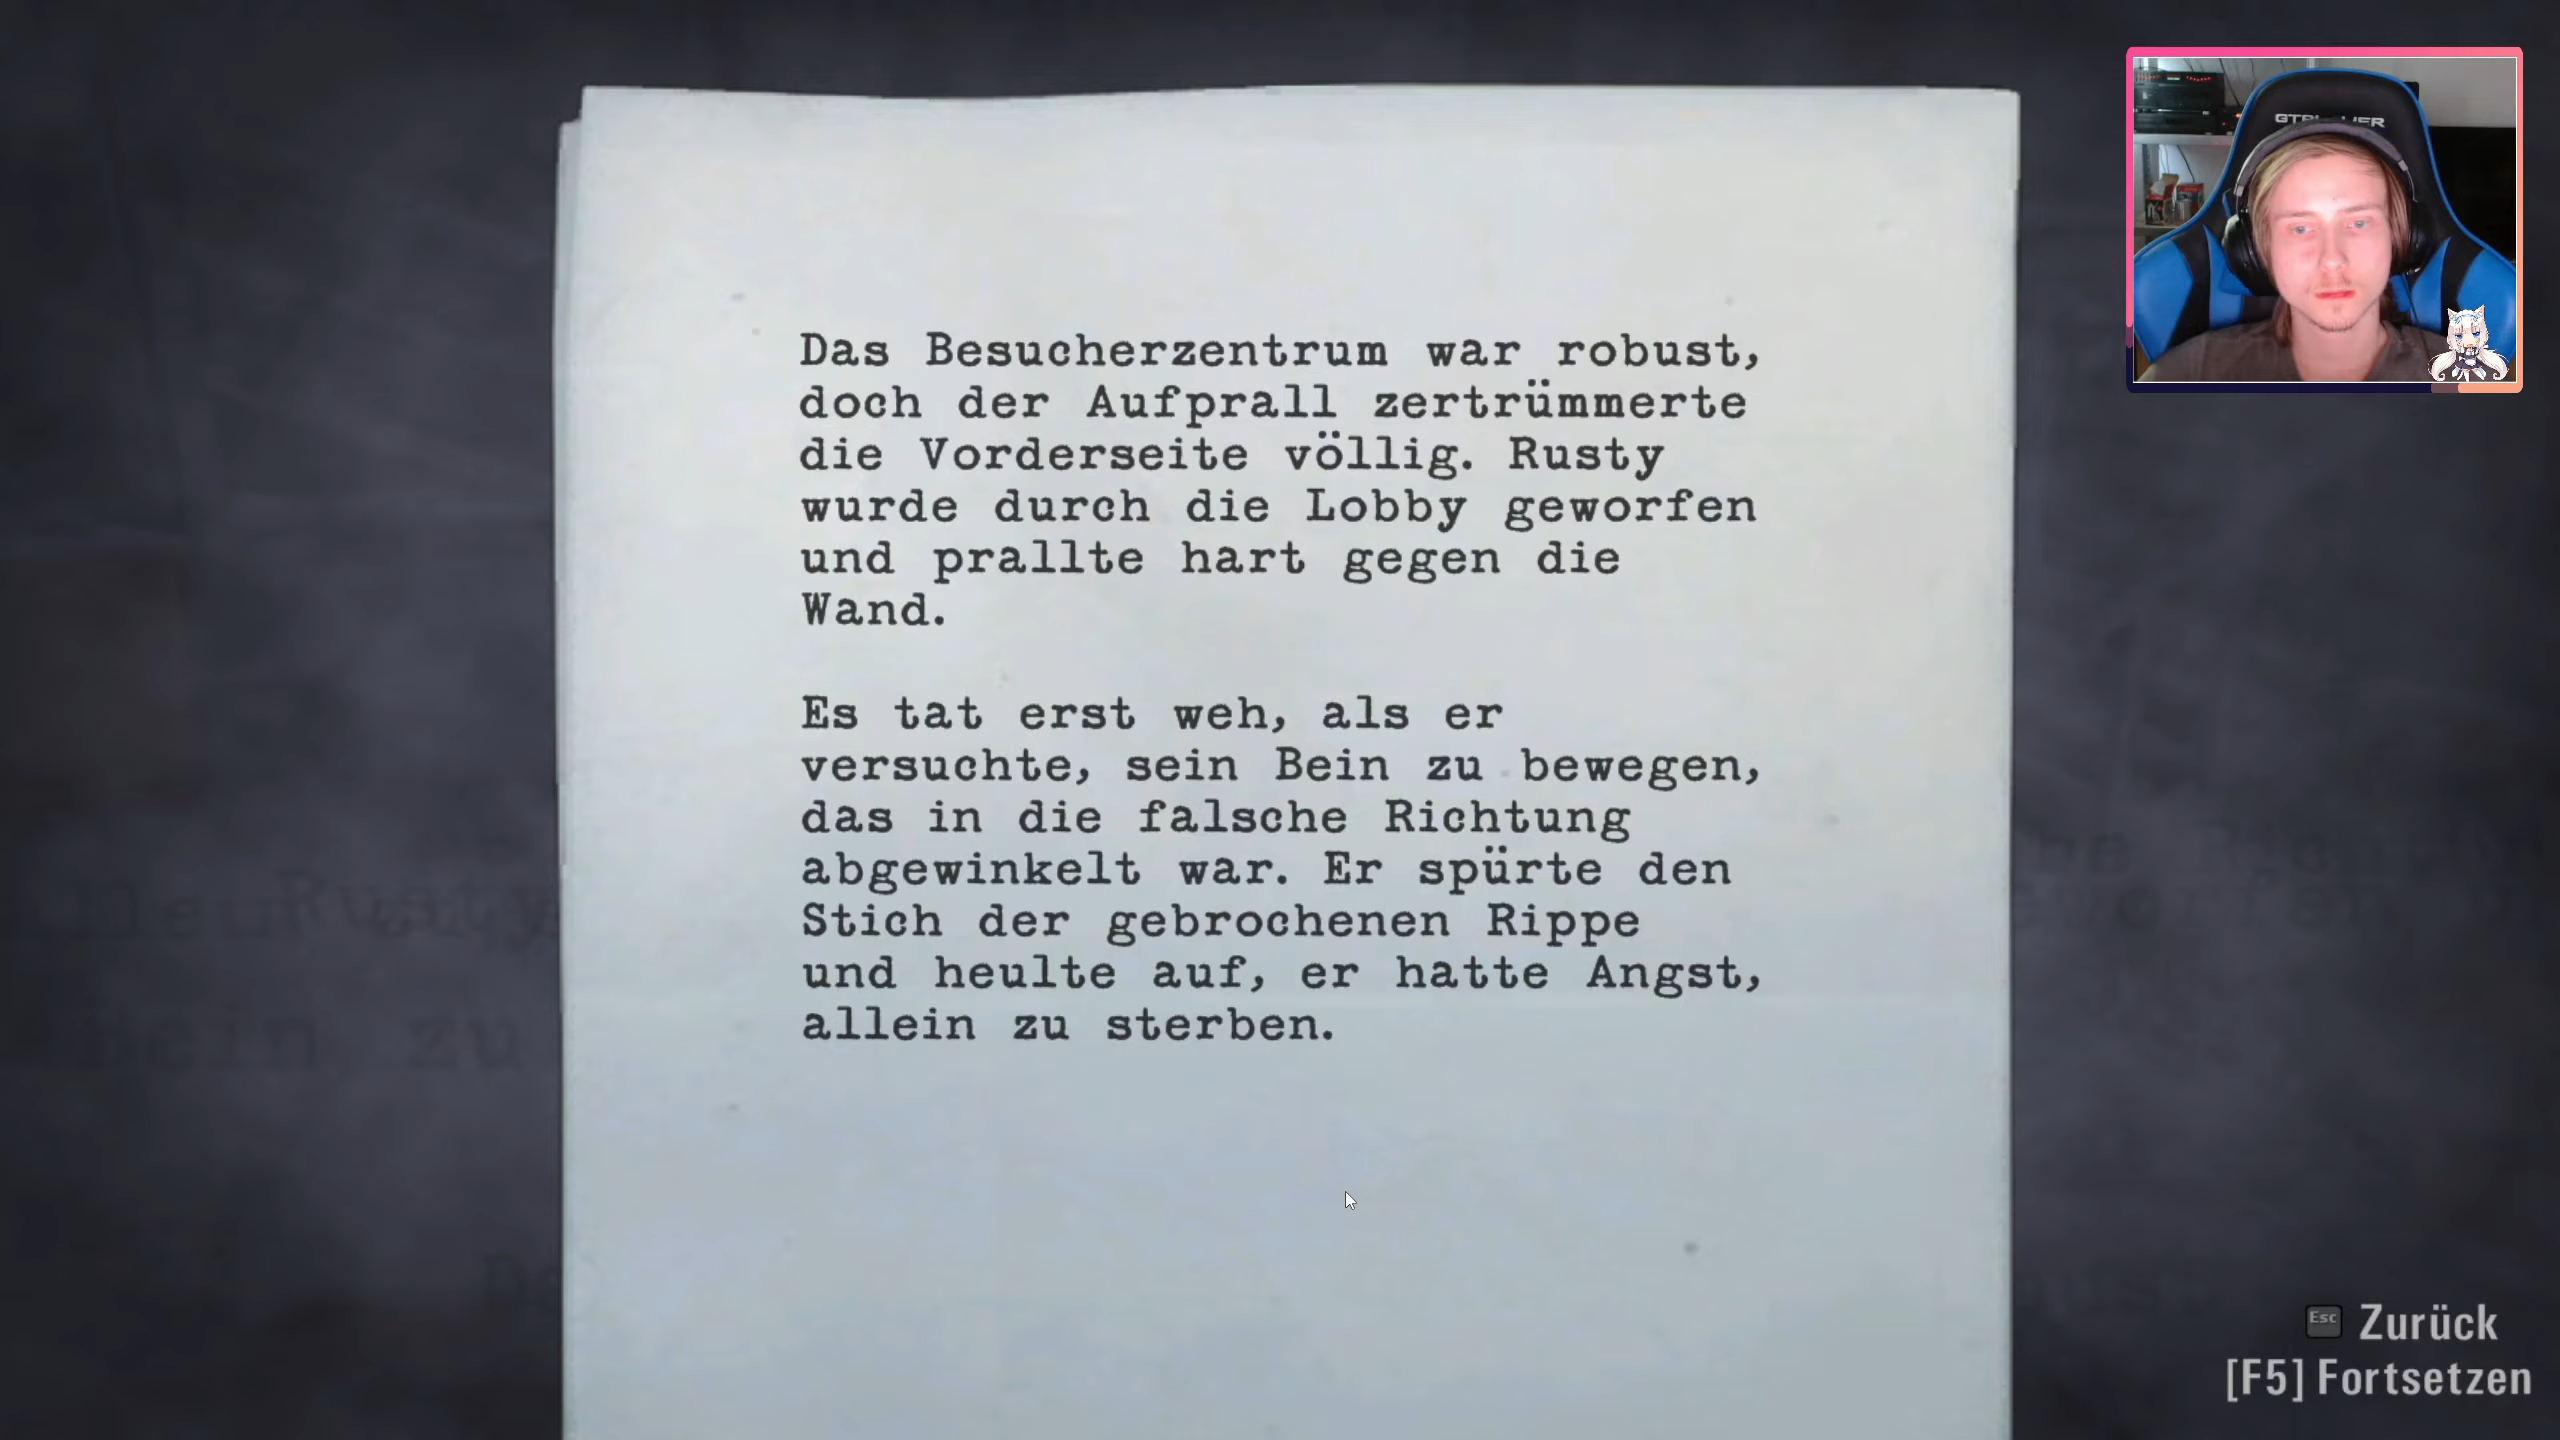 Das Besucherzentrum war robust,
doch der Aufprall zertrümmerte
die Vorderseite völlig. Rusty
wurde durch die Lobby geworfen
und prallte hart gegen die
Wand.
Es tat erst weh, als er
versuchte, sein Bein zu bewegen,
das in die falsche Richtung
abgewinkelt war. Er spürte den
Stich der gebrochenen Rippe
und heulte auf, er hatte Angst,
allein zu sterben.
Esc Zurück
[F5] Fortsetzen